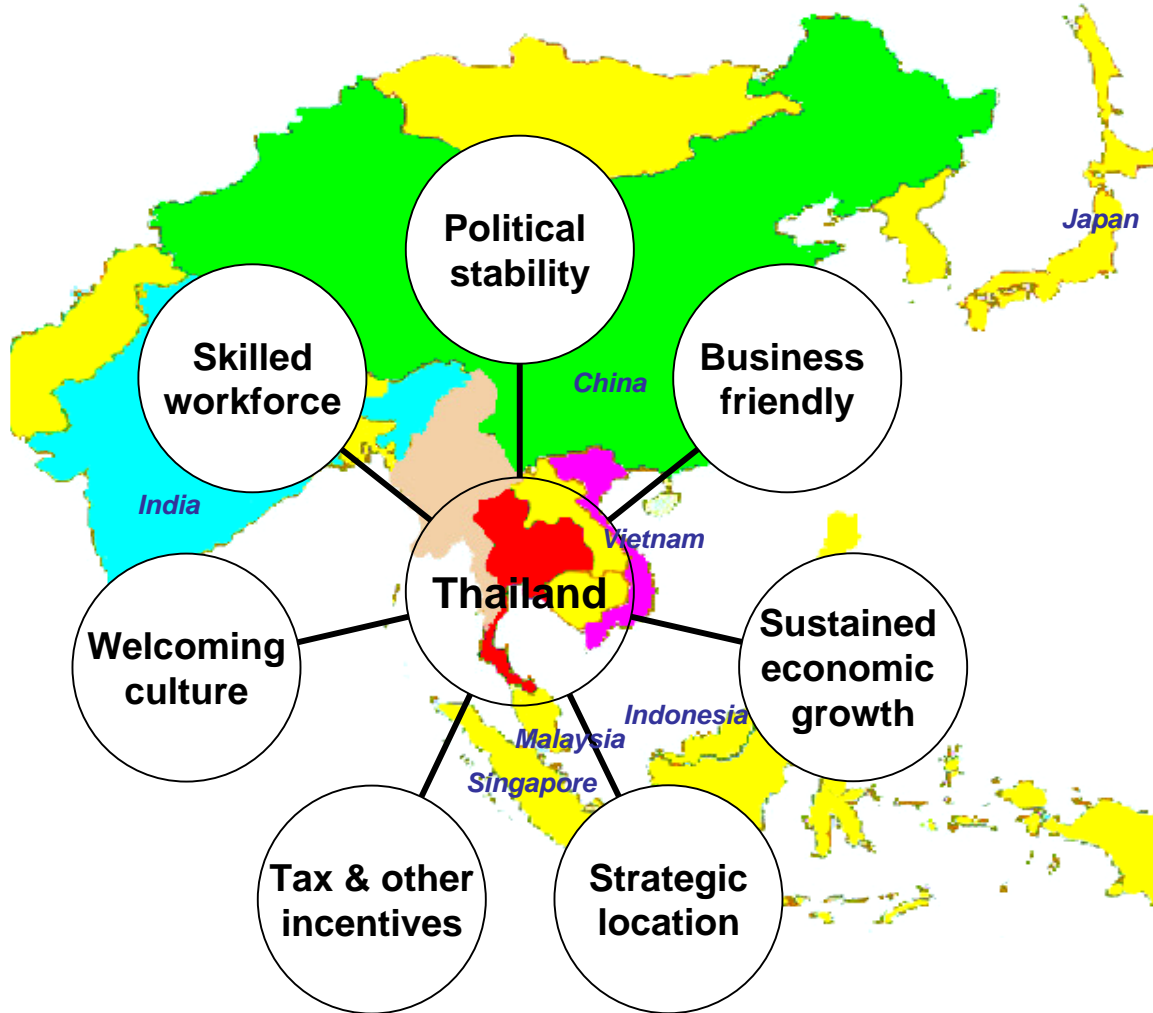 Political
stability
Japan
Skilled
workforce
Business
friendly
China
India
Vietnam
Thailand
Welcoming
culture
Sustained
economic
growth
Indonesia
Malaysia
Singapore
Tax & other
incentives
Strategic
location